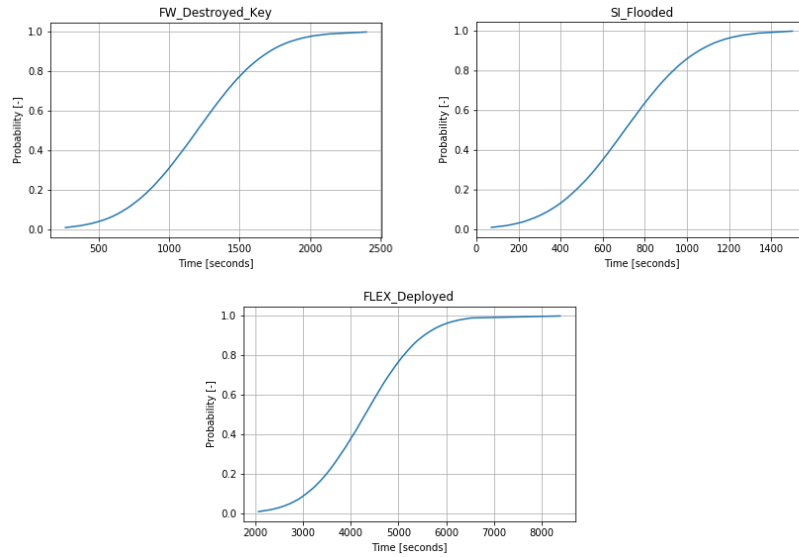 FW_Destroyed_Key
Probability [-]
1.0
0.8
0.6
0.4
0.2
0.0
500 1000 1500 2000 2500
Time [seconds]
SI_Flooded
Probability [-]
1.0
0.8
0.6
0.4
0.2
0.0
0 200 400 600 800 1000 1200 1400
Time [seconds]
FLEX_Deployed
Probability [-]
1.0
0.8
0.6
0.4
0.2
0.0
2000 3000 4000 5000 6000 7000 8000
Time [seconds]